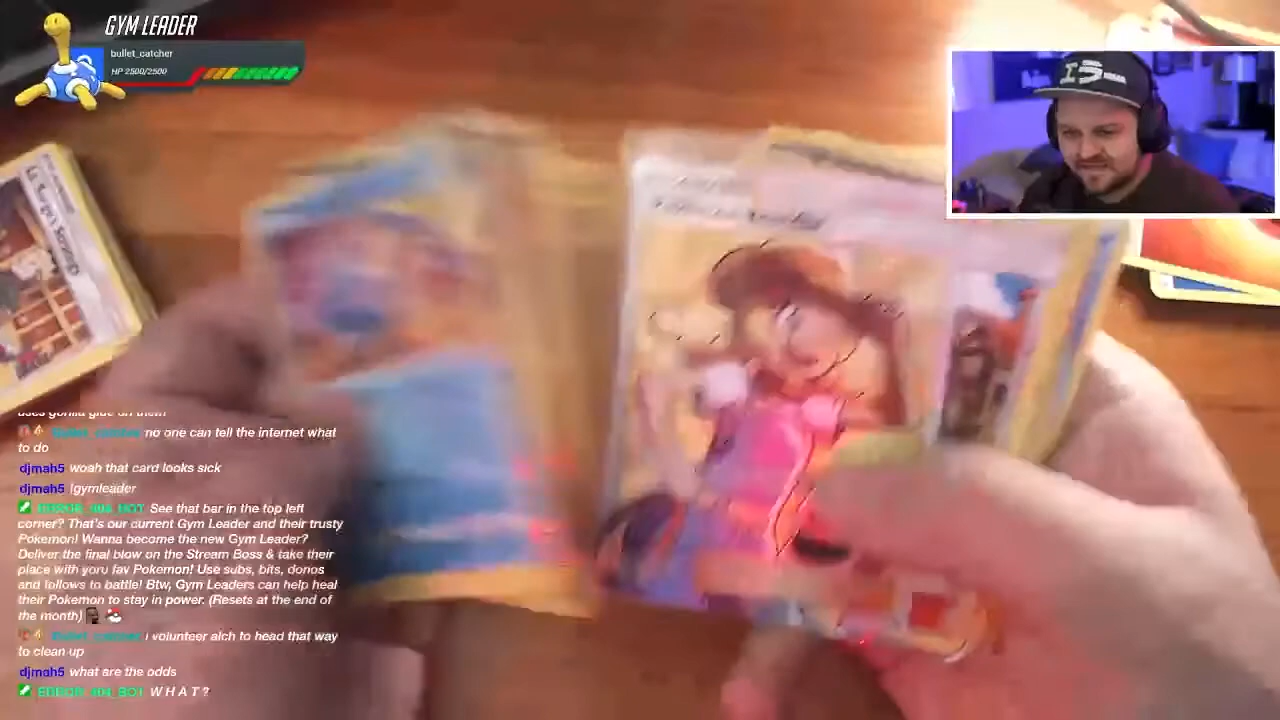 GYM LEADER
bullet_catcher
HP 2500/2500
uses gorilla glue on them
bullet_catcher no one can tell the internet what
to do
djmah5 woah that card looks sick
djmah5 !gymleader
ERROR_404_BOT See that bar in the top left
corner? That's our current Gym Leader and their trusty
Pokemon! Wanna become the new Gym Leader?
Deliver the final blow on the Stream Boss & take their
place with yoru fav Pokemon! Use subs, bits, donos
and follows to battle! Btw, Gym Leaders can help heal
their Pokemon to stay in power. (Resets at the end of
the month)
bullet_catcher i volunteer alch to head that way
to clean up
djmah5 what are the odds
ERROR_404_BOT W H A T ?